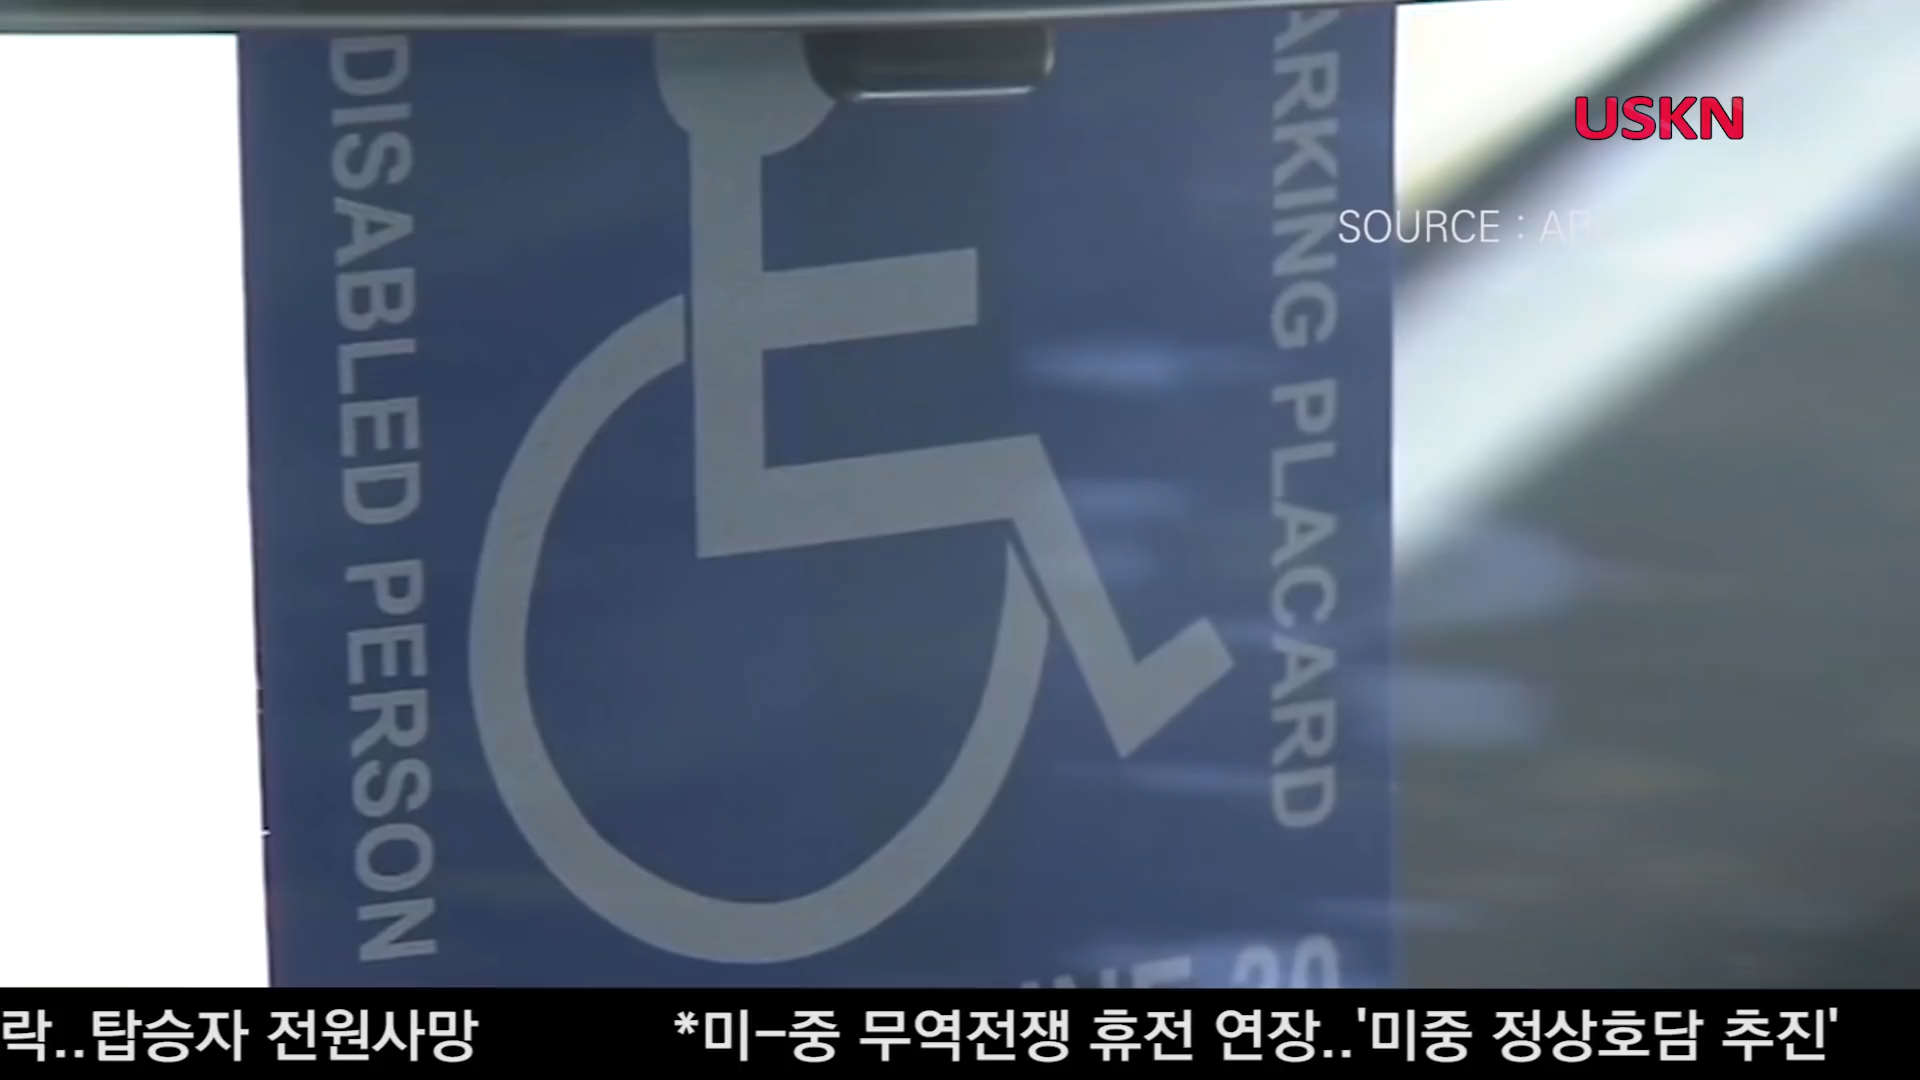 DISABLED PERSON
ARKING PLACARD
USKN
SOURCE : ABC
락..탑승자 전원사망
*미-중 무역전쟁 휴전 연장..'미중 정상호담 추진'